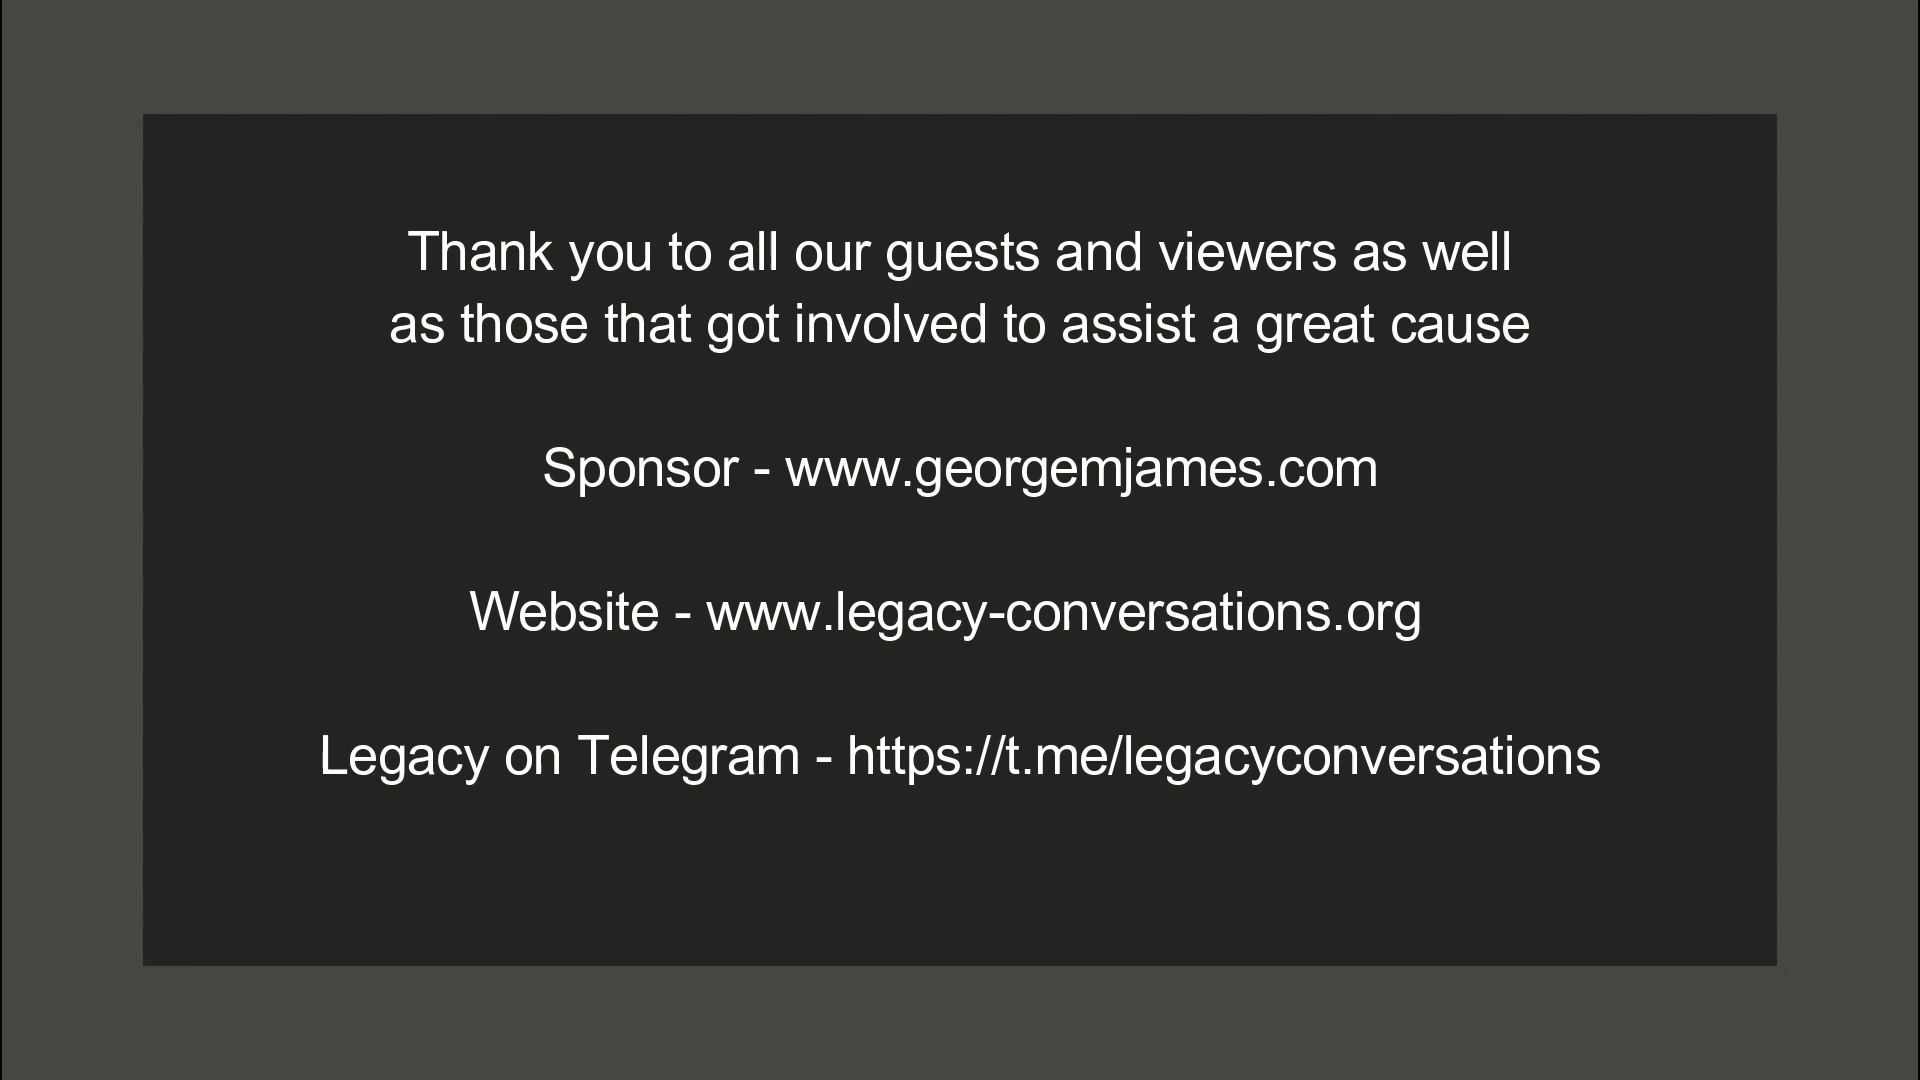 Thank you to all our guests and viewers as well
as those that got involved to assist a great cause
Sponsor - www.georgemjames.com
Website - www.legacy-conversations.org
Legacy on Telegram - https://t.me/legacyconversations